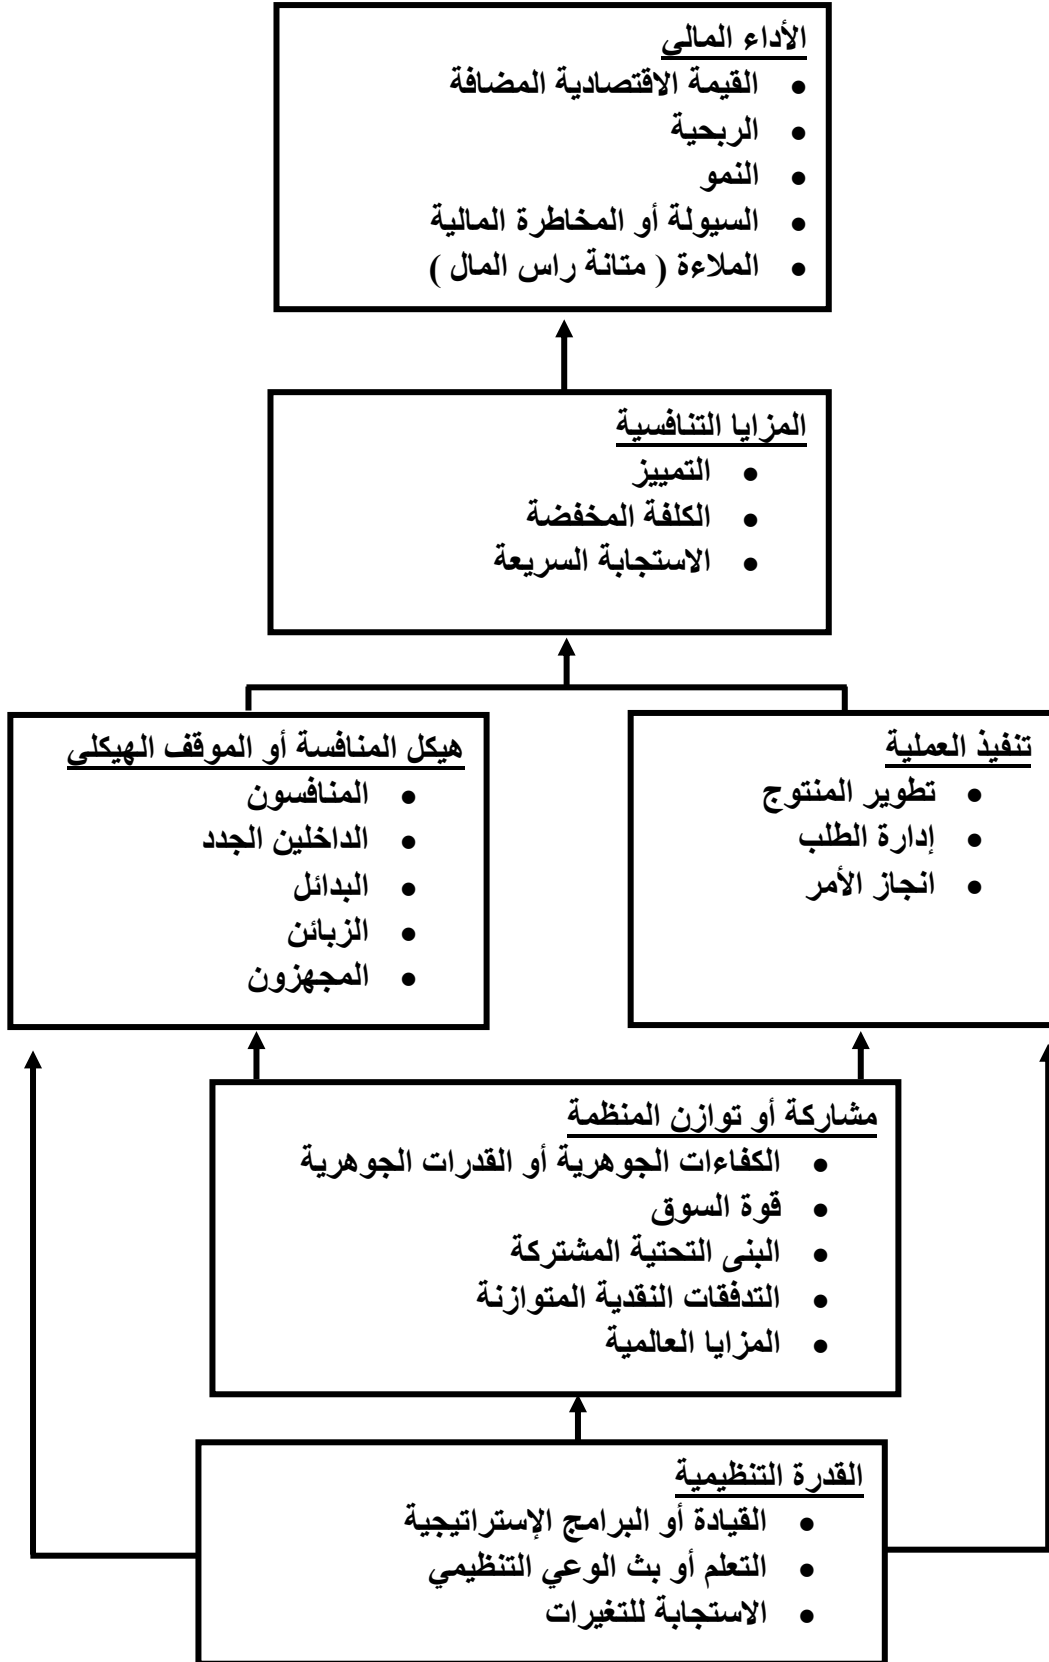 الأداء المالي
• القيمة الاقتصادية المضافة
• الربحية
• النمو
• السيولة أو المخاطرة المالية
• الملاءة ( متانة راس المال )
المزايا التنافسية
• التمييز
• الكلفة المخفضة
• الاستجابة السريعة
تنفيذ العملية
• تطوير المنتوج
• إدارة الطلب
• انجاز الأمر
هيكل المنافسة أو الموقف الهيكلي
• المنافسون
• الداخلين الجدد
• البدائل
• الزبائن
• المجهزون
مشاركة أو توازن المنظمة
• الكفاءات الجوهرية أو القدرات الجوهرية
• قوة السوق
• البنى التحتية المشتركة
• التدفقات النقدية المتوازنة
• المزايا العالمية
القدرة التنظيمية
• القيادة أو البرامج الإستراتيجية
• التعلم أو بث الوعي التنظيمي
• الاستجابة للتغيرات